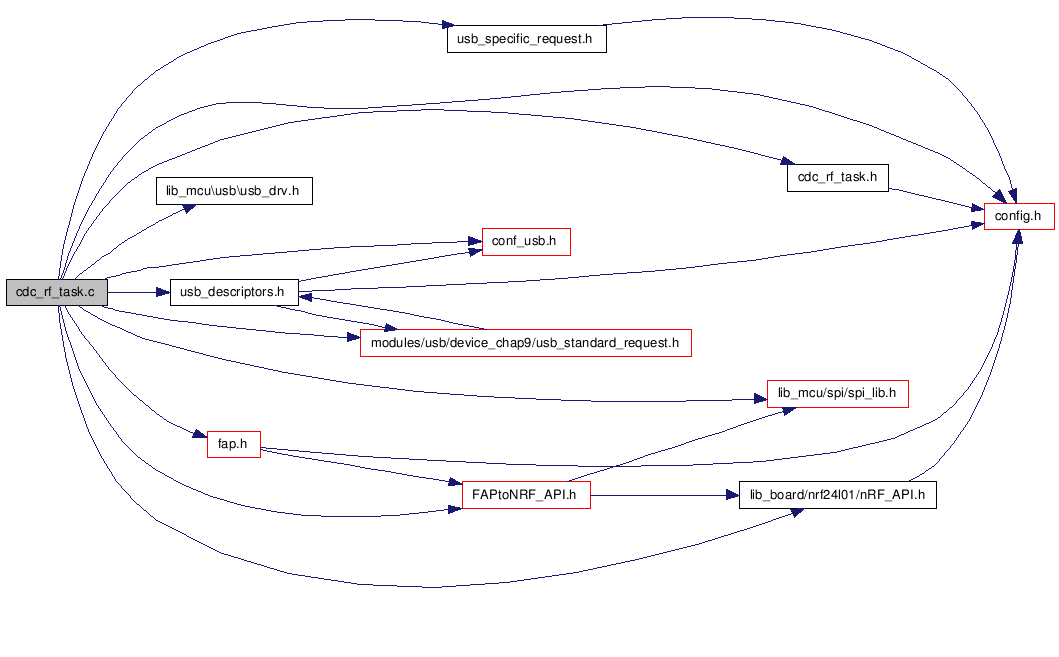 usb_specific_request.h
cdc_rf_task.h
lib_mcu\usb\usb_drv.h
config.h
conf_usb.h
cdc_rf_task.c
usb_descriptors.h
modules/usb/device_chap9/usb_standard_request.h
lib_mcu/spi/spi_lib.h
fap.h
FAPtoNRF_API.h
lib_board/nrf24l01/nRF_API.h